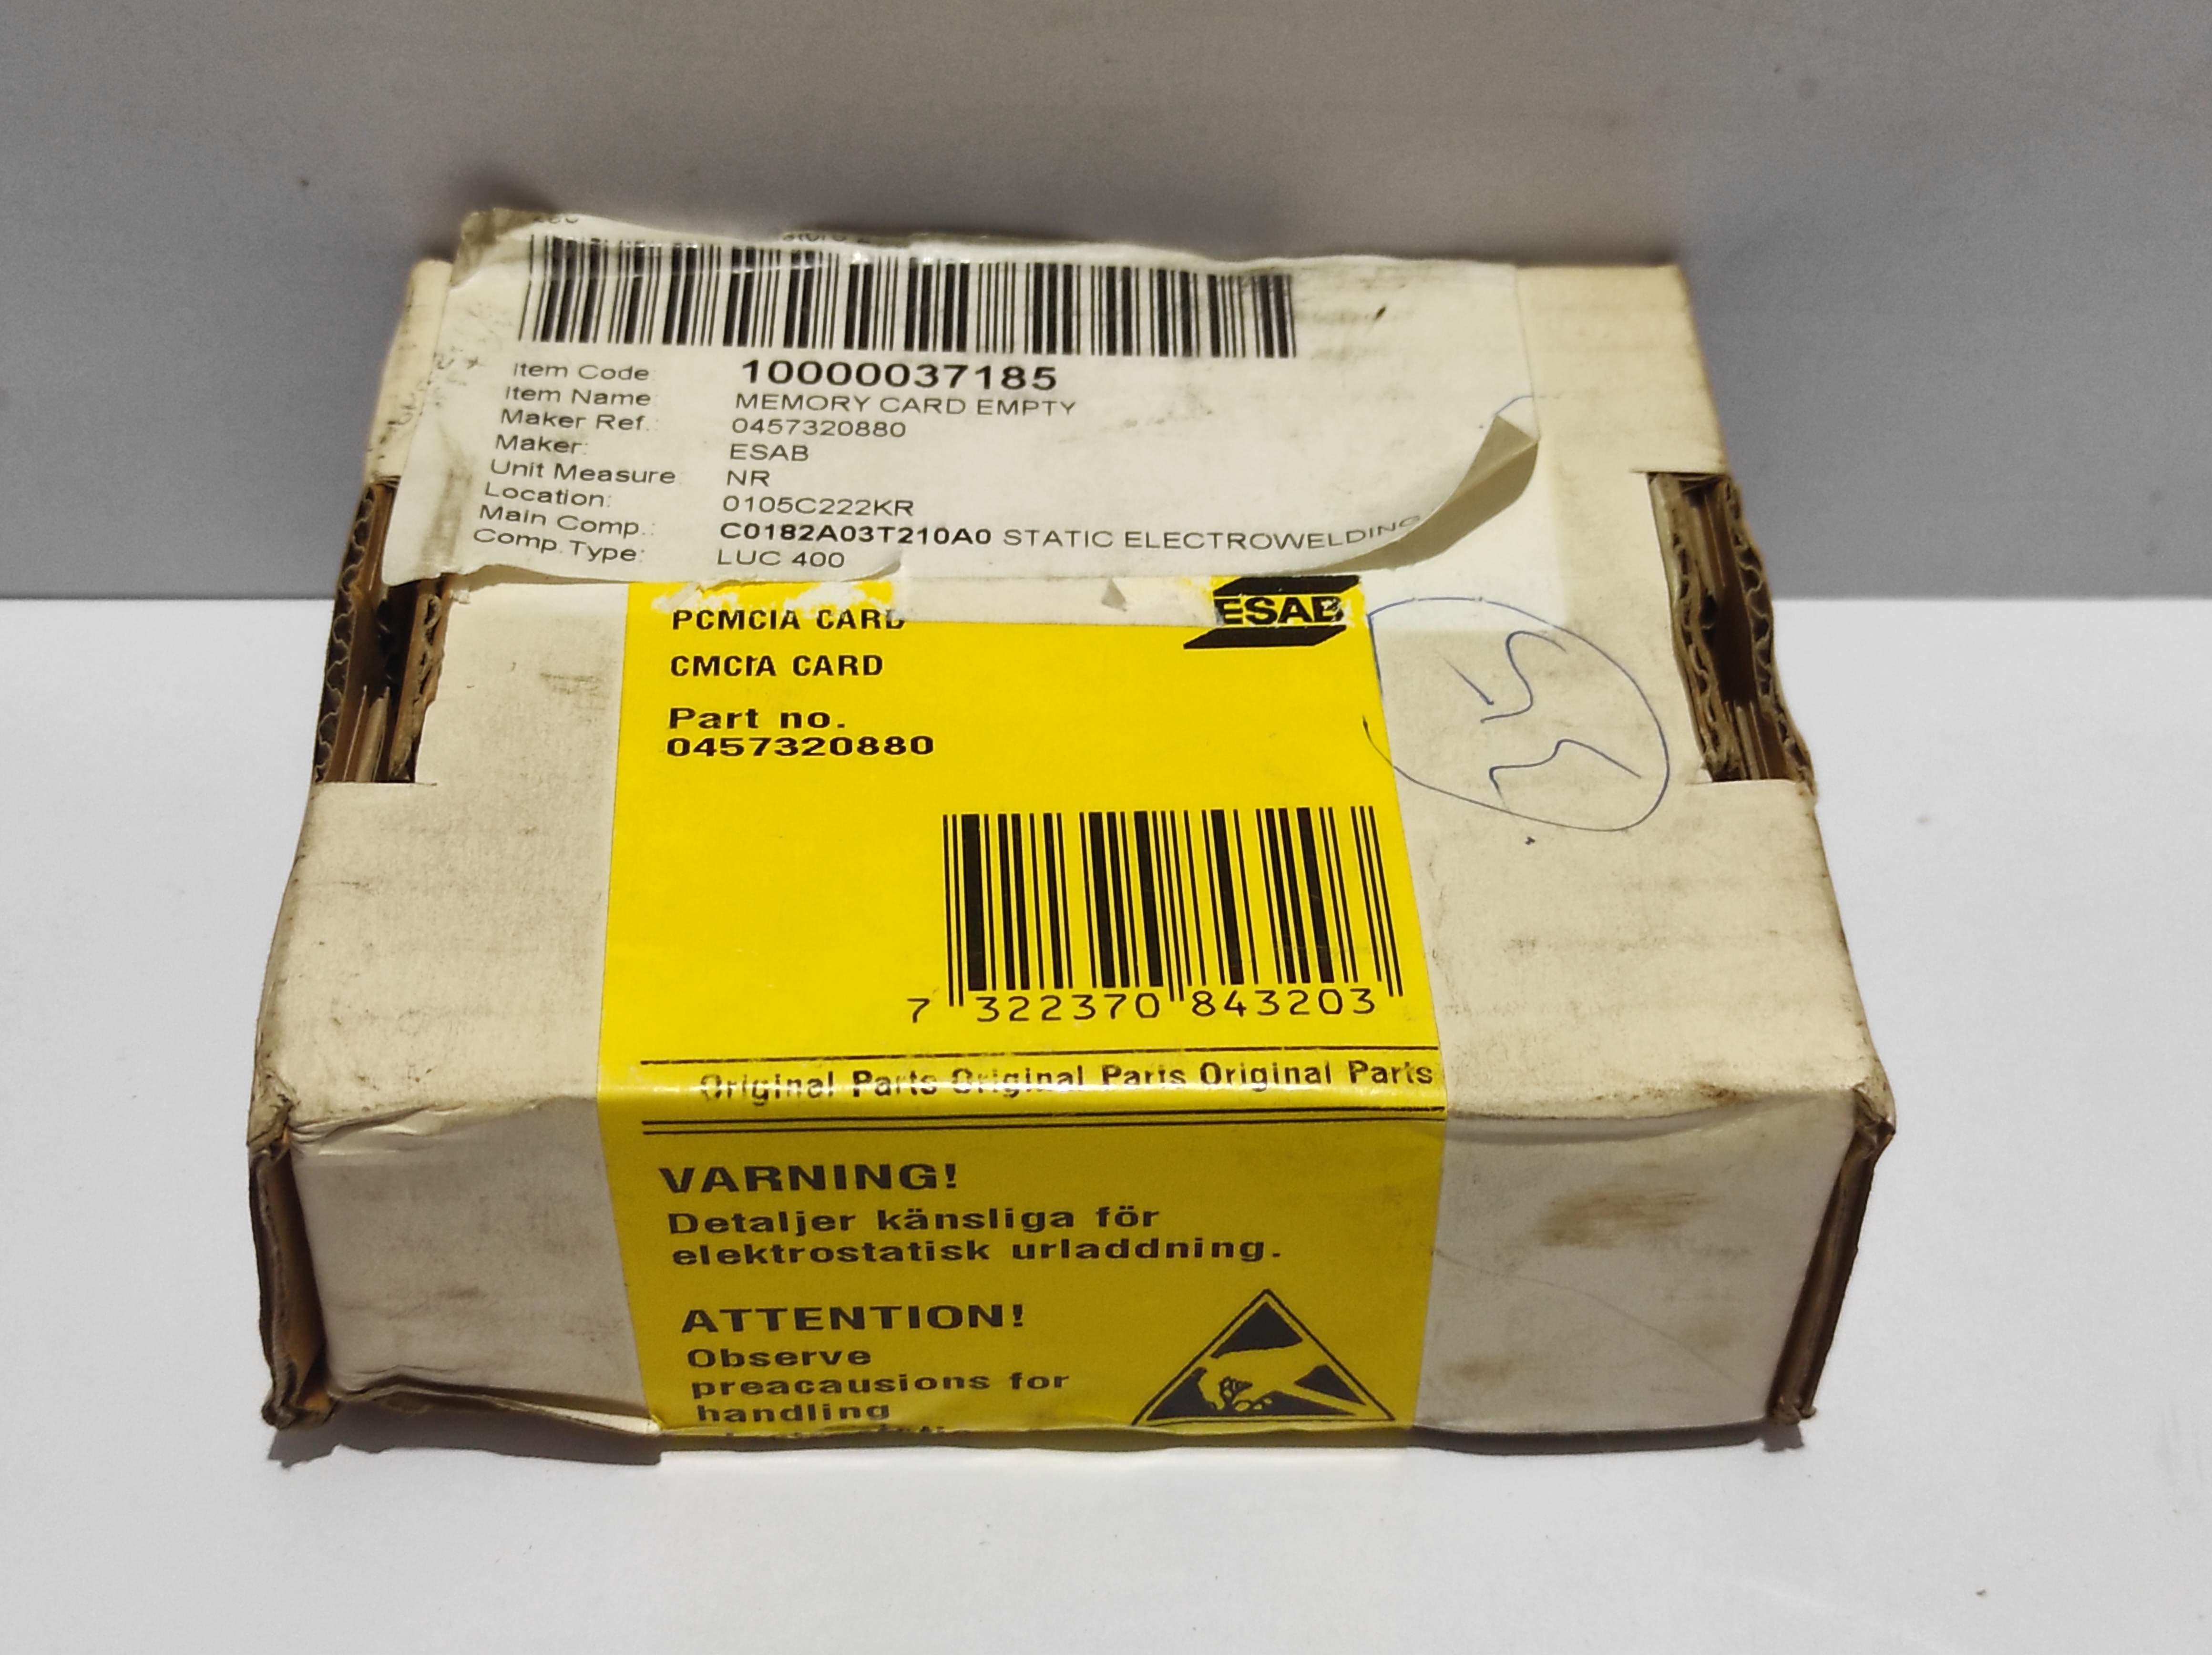 Item Code 10000037185
Item Name: MEMORY CARD EMPTY
Maker Ref.: 0457320880
Maker: ESAB
Unit Measure: NR
Location: 0105C222KR
Main Comp.: C0182A03T210A0 STATIC ELECTROWELDING
Comp. Type: LUC 400
PCMCIA CARD
ESAB
CMCIA CARD
Part no.
0457320880
7 322370 843203
Original Parts Original Parts Original Parts
VARNING!
Detaljer känsliga för
elektrostatisk urladdning.
ATTENTION!
Observe
preacausions for
handling